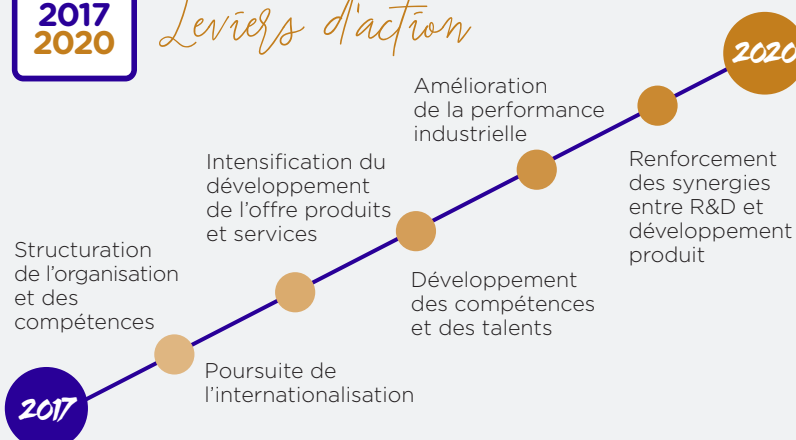 2017
2020
Leviers d'action
2020
Amélioration
de la performance
industrielle
Renforcement
des synergies
entre R&D et
développement
produit
Intensification du
développement
de l'offre produits
et services
Développement
des compétences
et des talents
Structuration
de l'organisation
et des
compétences
Poursuite de
l'internationalisation
2017